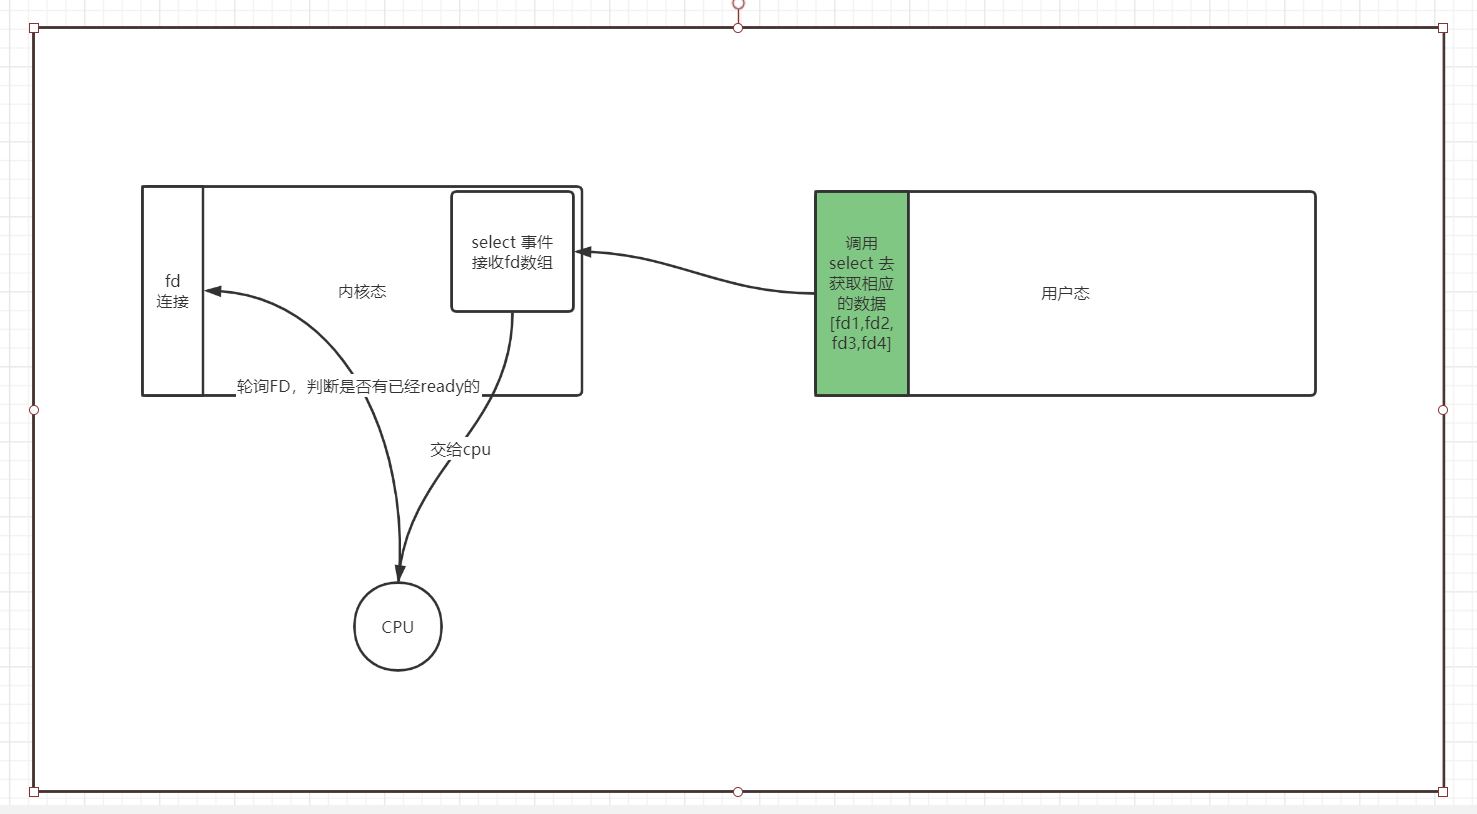 fd
连接
内核态
select 事件
接收fd数组
调用
select 去
获取相应
的数据
[fd1,fd2,
fd3,fd4]
用户态
轮询FD，判断是否有已经ready的
交给cpu
CPU